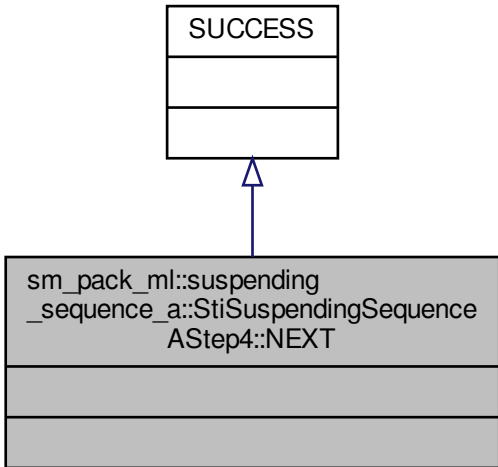 SUCCESS
sm_pack_ml::suspending
_sequence_a::StiSuspendingSequence
AStep4::NEXT